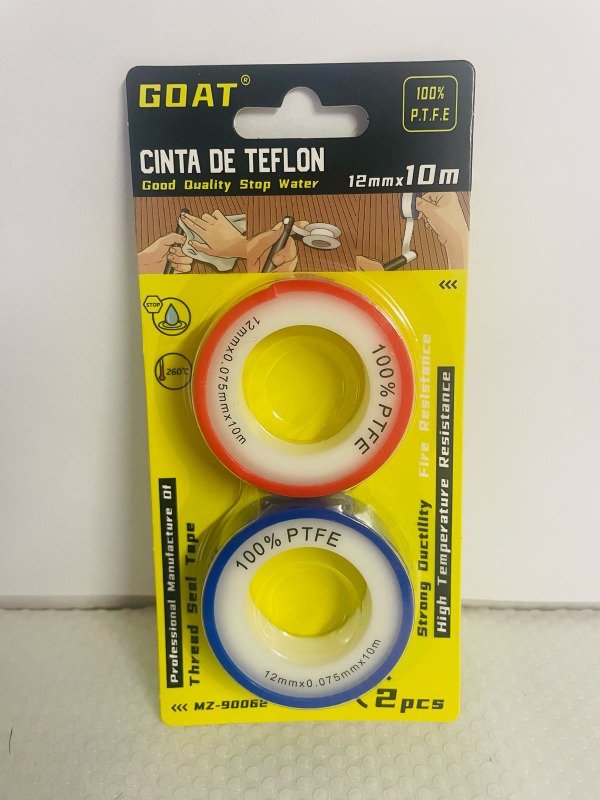 GOAT®
100%
P.T.F.E
CINTA DE TEFLON
Good Quality Stop Water
12mmx10m
<<<
STOP
260°C
100% PTFE
12mmx0.075mmx10m
Fire Resistance
High Temperature Resistance
Strong Ductility
Professional Manufacture Of
Thread Seal Tape
100% PTFE
12mmx0.075mmx10m
<<< MZ-90062
2pcs